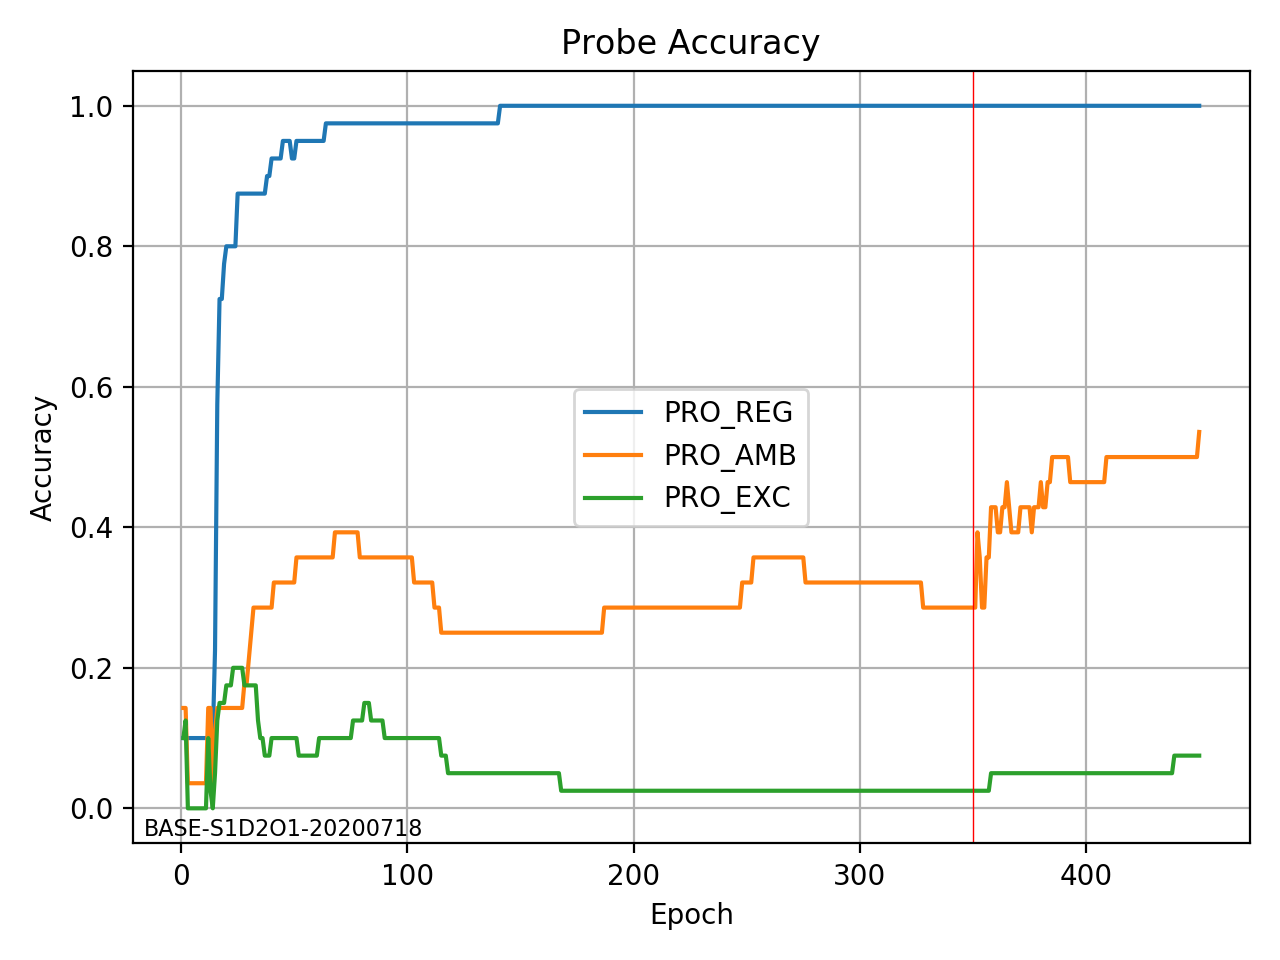 Probe Accuracy
1.0
0.8
0.6
0.4
0.2
0.0
Accuracy
PRO_REG
PRO_AMB
PRO_EXC
BASE-S1D2O1-20200718
0 100 200 300 400
Epoch